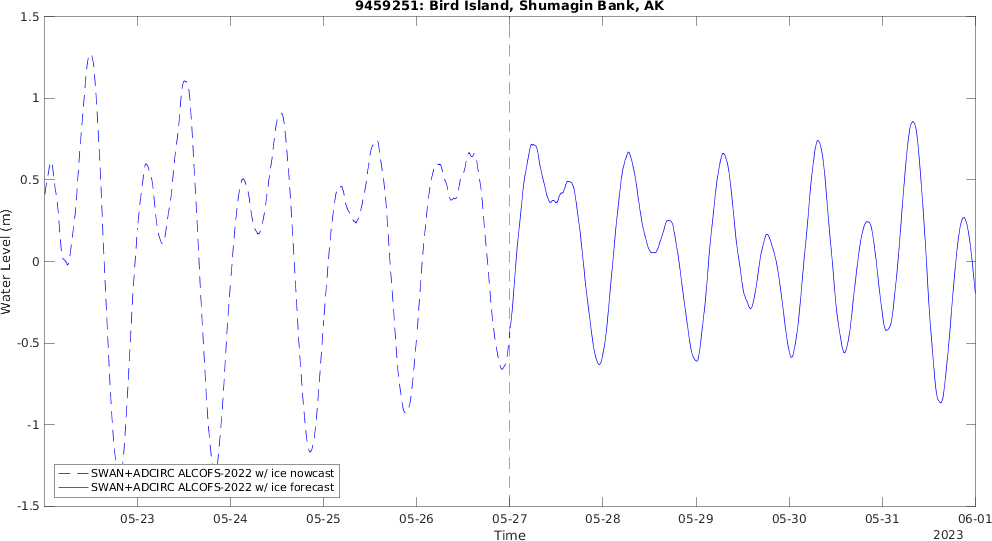 9459251: Bird Island, Shumagin Bank, AK
1.5
1
0.5
0
-0.5
-1
-1.5
Water Level (m)
SWAN+ADCIRC ALCOFS-2022 w/ ice nowcast
SWAN+ADCIRC ALCOFS-2022 w/ ice forecast
05-23 05-24 05-25 05-26 05-27 05-28 05-29 05-30 05-31 06-01
Time
2023